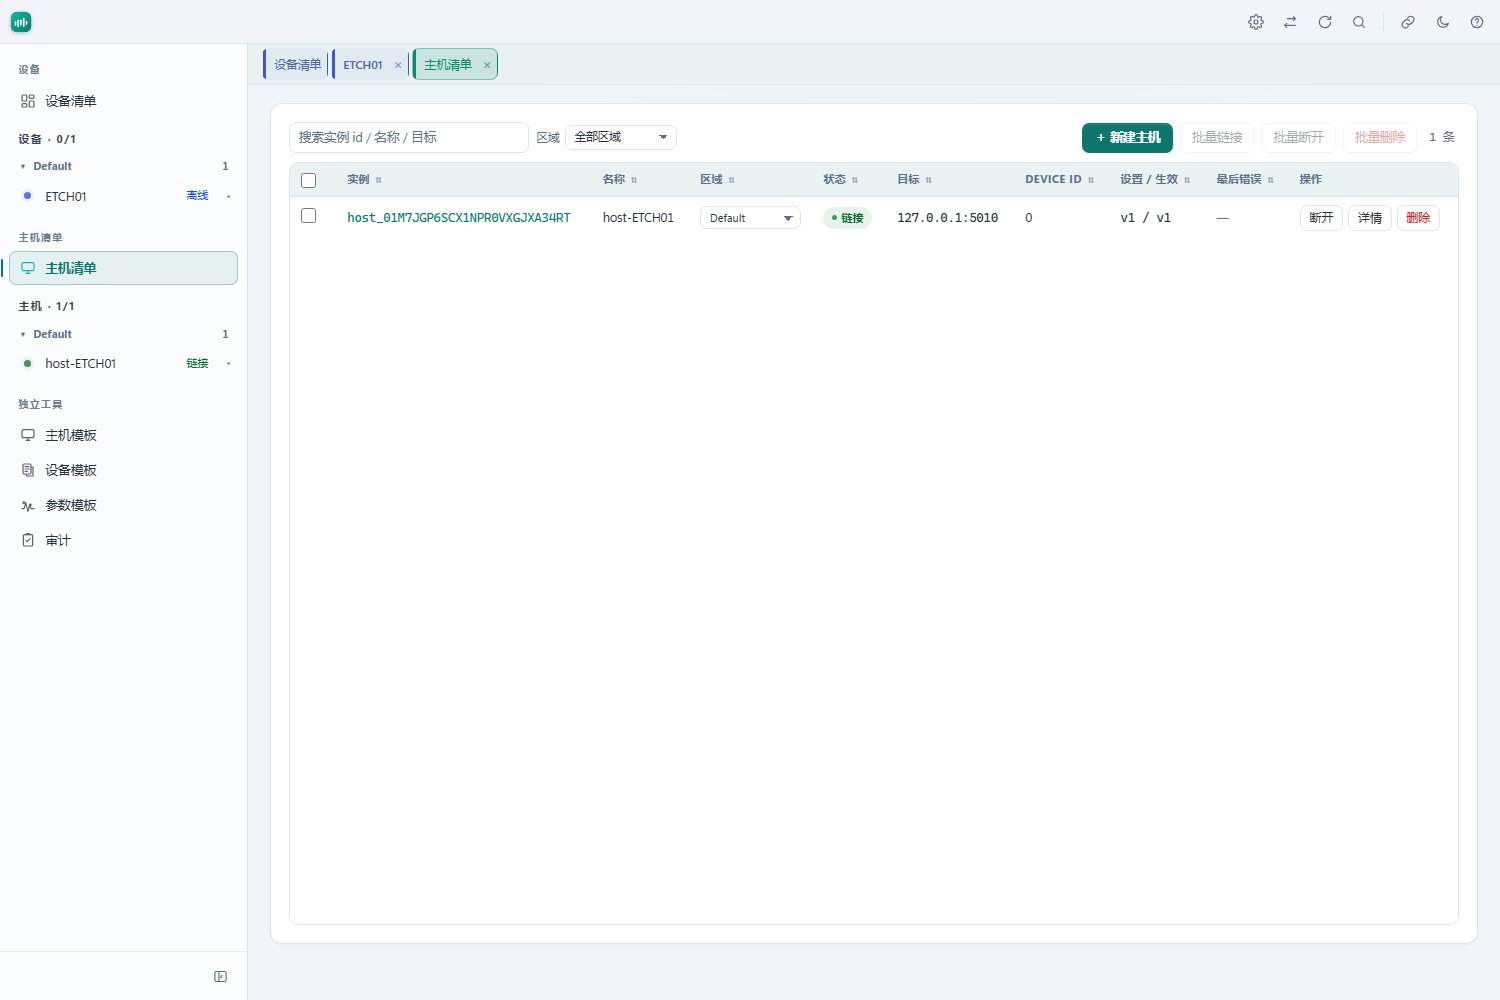 设备
设备清单
设备 · 0/1
Default 1
ETCH01 离线
主机清单
主机清单
主机 · 1/1
Default 1
host-ETCH01 链接
独立工具
主机模板
设备模板
参数模板
审计
设备清单 ETCH01 × 主机清单 ×
搜索实例 id / 名称 / 目标 区域 全部区域 + 新建主机 批量链接 批量断开 批量删除 1 条
实例 名称 区域 状态 目标 DEVICE ID 设置 / 生效 最后错误 操作
host_01M7JGP6SCX1NPR0VXGJXA34RT host-ETCH01 Default 链接 127.0.0.1:5010 0 v1 / v1 — 断开 详情 删除